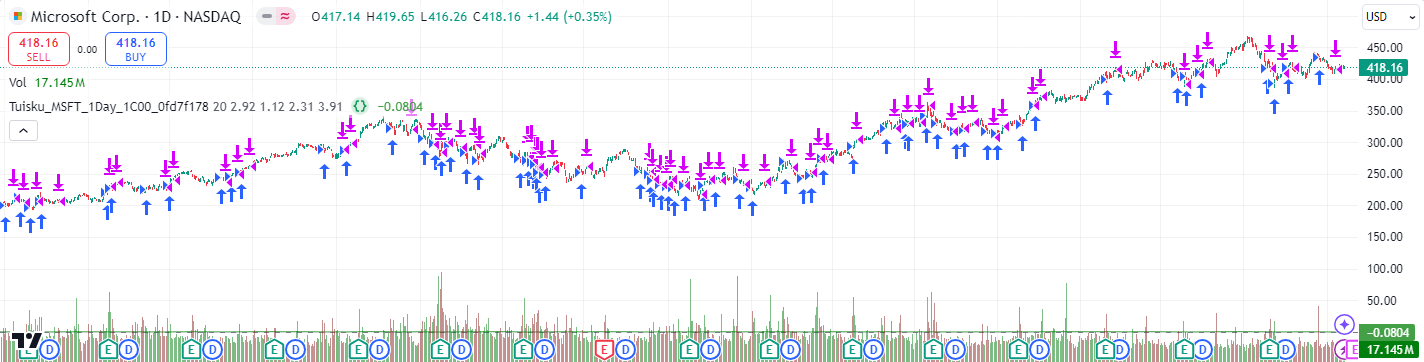 Microsoft Corp. · 1D · NASDAQ O417.14 H419.65 L416.26 C418.16 +1.44 (+0.35%)
USD
418.16 SELL
0.00
418.16 BUY
Vol 17.145M
Tuisku_MSFT_1Day_1C00_0fd7f178 20 2.92 1.12 2.31 3.91 {} −0.0804
450.00
418.16
400.00
350.00
300.00
250.00
200.00
150.00
100.00
50.00
−0.0804
17.145M
E D E D E D E D E D E D E D E D E D E D E D E D E D E D E D E D E